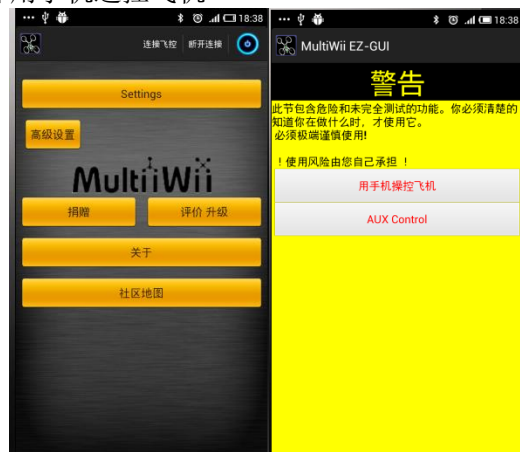 18:38
连接飞控 断开连接
Settings
高级设置
MultiWii
捐赠 评价 升级
关于
社区地图
18:38
MultiWii EZ-GUI
警告
此节包含危险和未完全测试的功能。你必须清楚的
知道你在做什么时，才使用它。
必须极端谨慎使用!
！使用风险由您自己承担 ！
用手机操控飞机
AUX Control